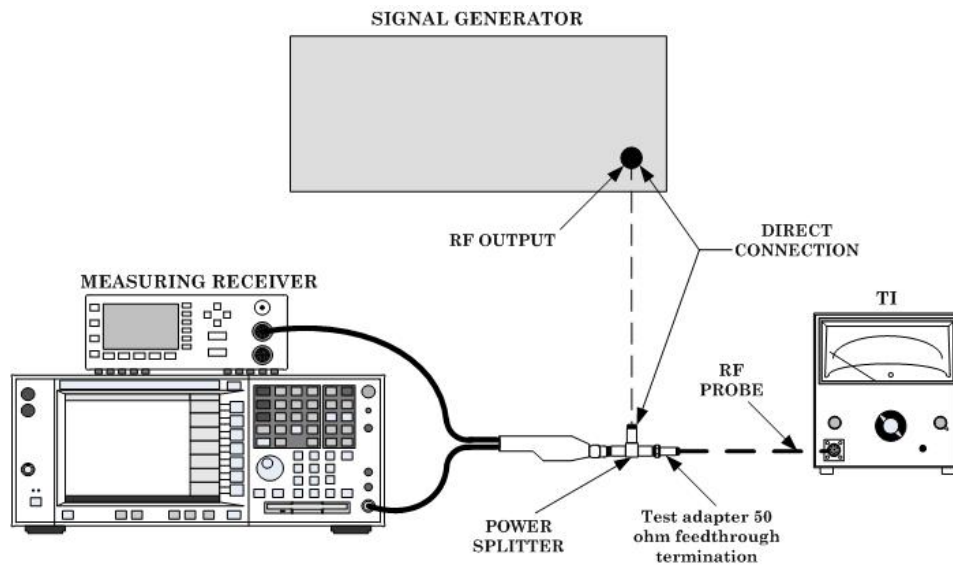 SIGNAL GENERATOR
RF OUTPUT
DIRECT
CONNECTION
MEASURING RECEIVER
TI
RF
PROBE
POWER
SPLITTER
Test adapter 50
ohm feedthrough
termination